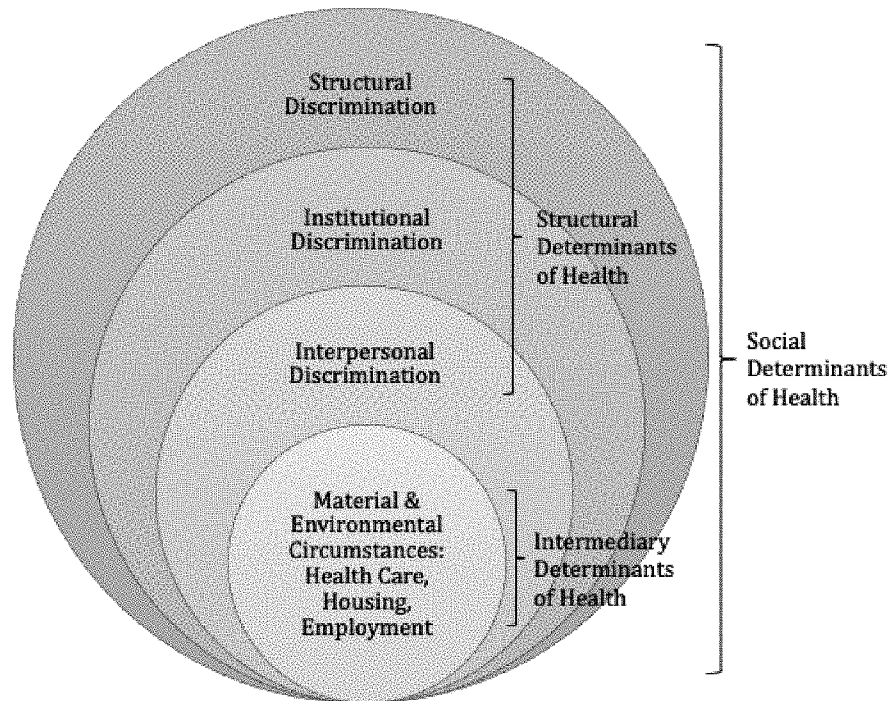 Structural
Discrimination
Institutional
Discrimination
Structural
Determinants
of Health
Interpersonal
Discrimination
Social
Determinants
of Health
Material &
Environmental
Circumstances:
Health Care,
Housing,
Employment
Intermediary
Determinants
of Health